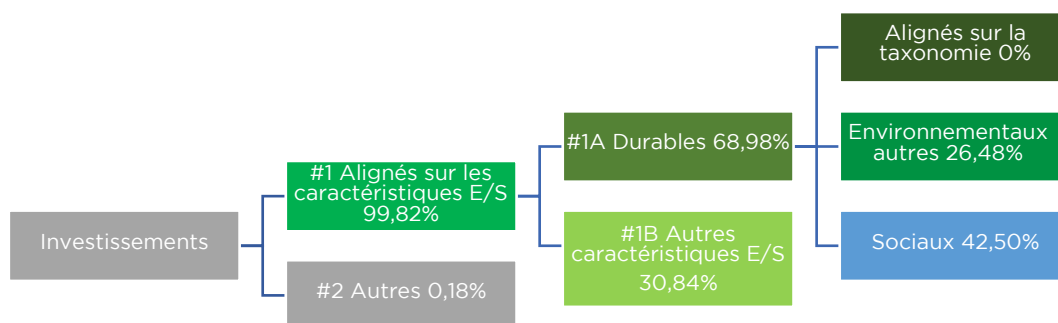 Investissements
#1 Alignés sur les
caractéristiques E/S
99,82%
#2 Autres 0,18%
#1A Durables 68,98%
#1B Autres
caractéristiques E/S
30,84%
Alignés sur la
taxonomie 0%
Environnementaux
autres 26,48%
Sociaux 42,50%